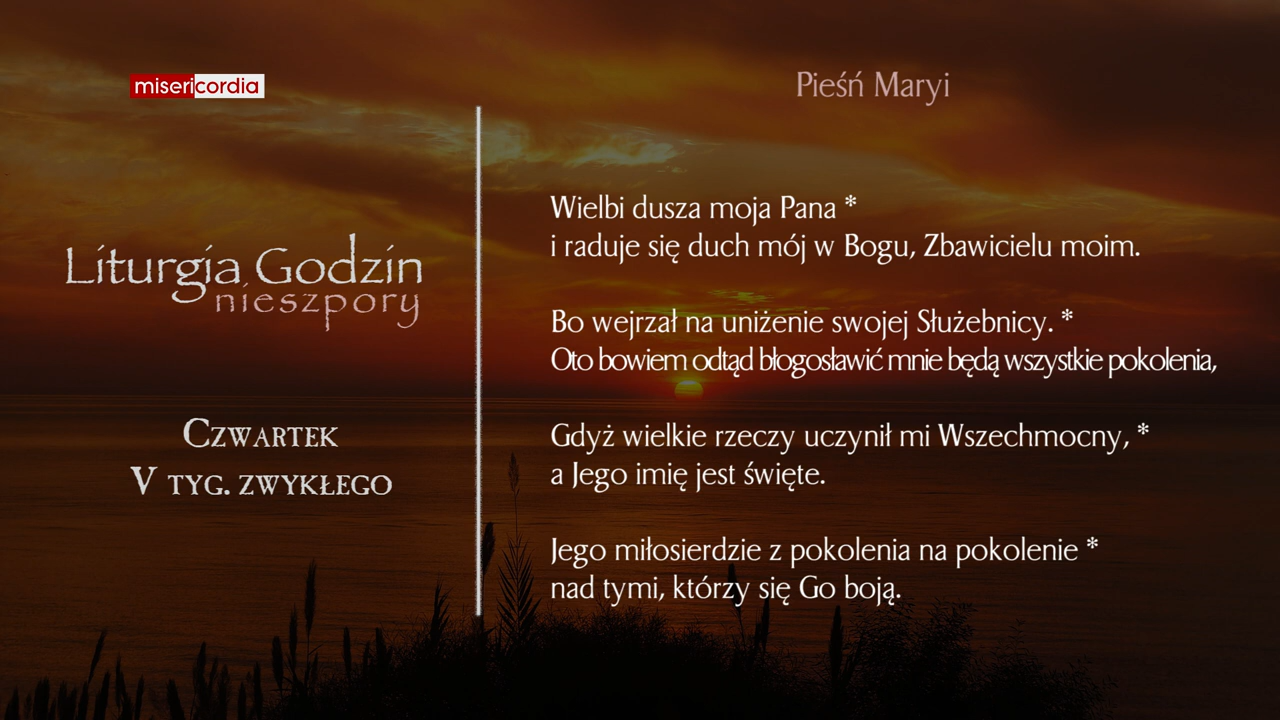 misericordia
Liturgia Godzin
nieszpory
Czwartek
V tyg. zwykłego
Pieśń Maryi
Wielbi dusza moja Pana *
i raduje się duch mój w Bogu, Zbawicielu moim.
Bo wejrzał na uniżenie swojej Służebnicy. *
Oto bowiem odtąd błogosławić mnie będą wszystkie pokolenia,
Gdyż wielkie rzeczy uczynił mi Wszechmocny, *
a Jego imię jest święte.
Jego miłosierdzie z pokolenia na pokolenie *
nad tymi, którzy się Go boją.